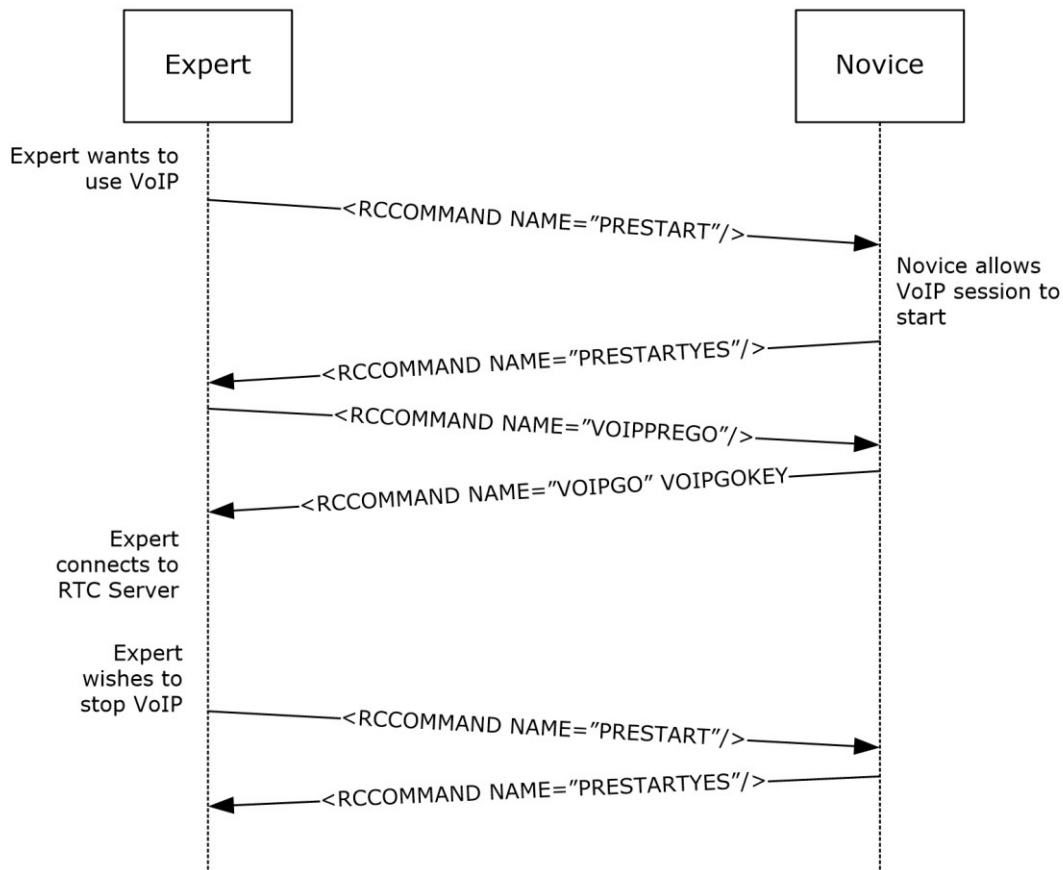 Expert
Novice
Expert wants to
use VoIP
<RCCOMMAND NAME=”PRESTART”/>
Novice allows
VoIP session to
start
<RCCOMMAND NAME=”PRESTARTYES”/>
<RCCOMMAND NAME=”VOIPPREGO”/>
<RCCOMMAND NAME=”VOIPGO” VOIPGOKEY
Expert
connects to
RTC Server
Expert
wishes to
stop VoIP
<RCCOMMAND NAME=”PRESTART”/>
<RCCOMMAND NAME=”PRESTARTYES”/>